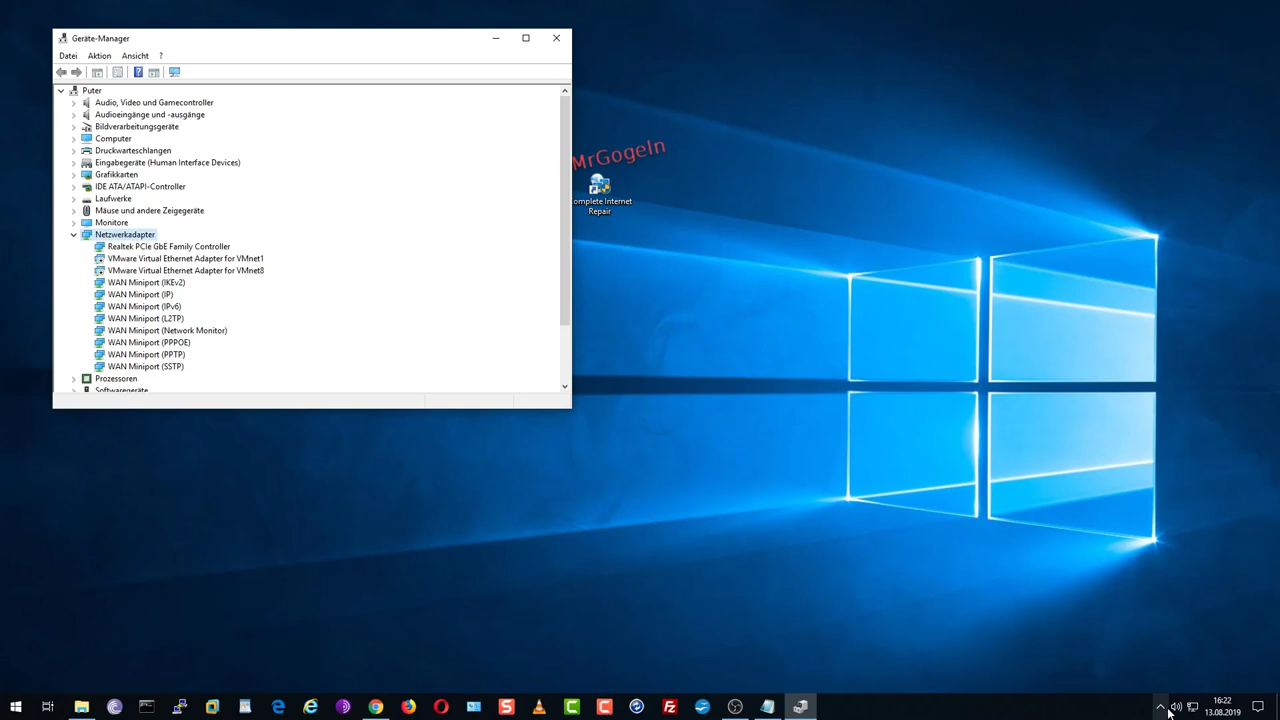 Geräte-Manager
Datei Aktion Ansicht ?
Puter
Audio, Video und Gamecontroller
Audioeingänge und -ausgänge
Bildverarbeitungsgeräte
Computer
Druckwarteschlangen
Eingabegeräte (Human Interface Devices)
Grafikkarten
IDE ATA/ATAPI-Controller
Laufwerke
Mäuse und andere Zeigegeräte
Monitore
Netzwerkadapter
Realtek PCIe GbE Family Controller
VMware Virtual Ethernet Adapter for VMnet1
VMware Virtual Ethernet Adapter for VMnet8
WAN Miniport (IKEv2)
WAN Miniport (IP)
WAN Miniport (IPv6)
WAN Miniport (L2TP)
WAN Miniport (Network Monitor)
WAN Miniport (PPPOE)
WAN Miniport (PPTP)
WAN Miniport (SSTP)
Prozessoren
Softwaregeräte
MrGogeln
omplete Internet
Repair
16:22
13.08.2019